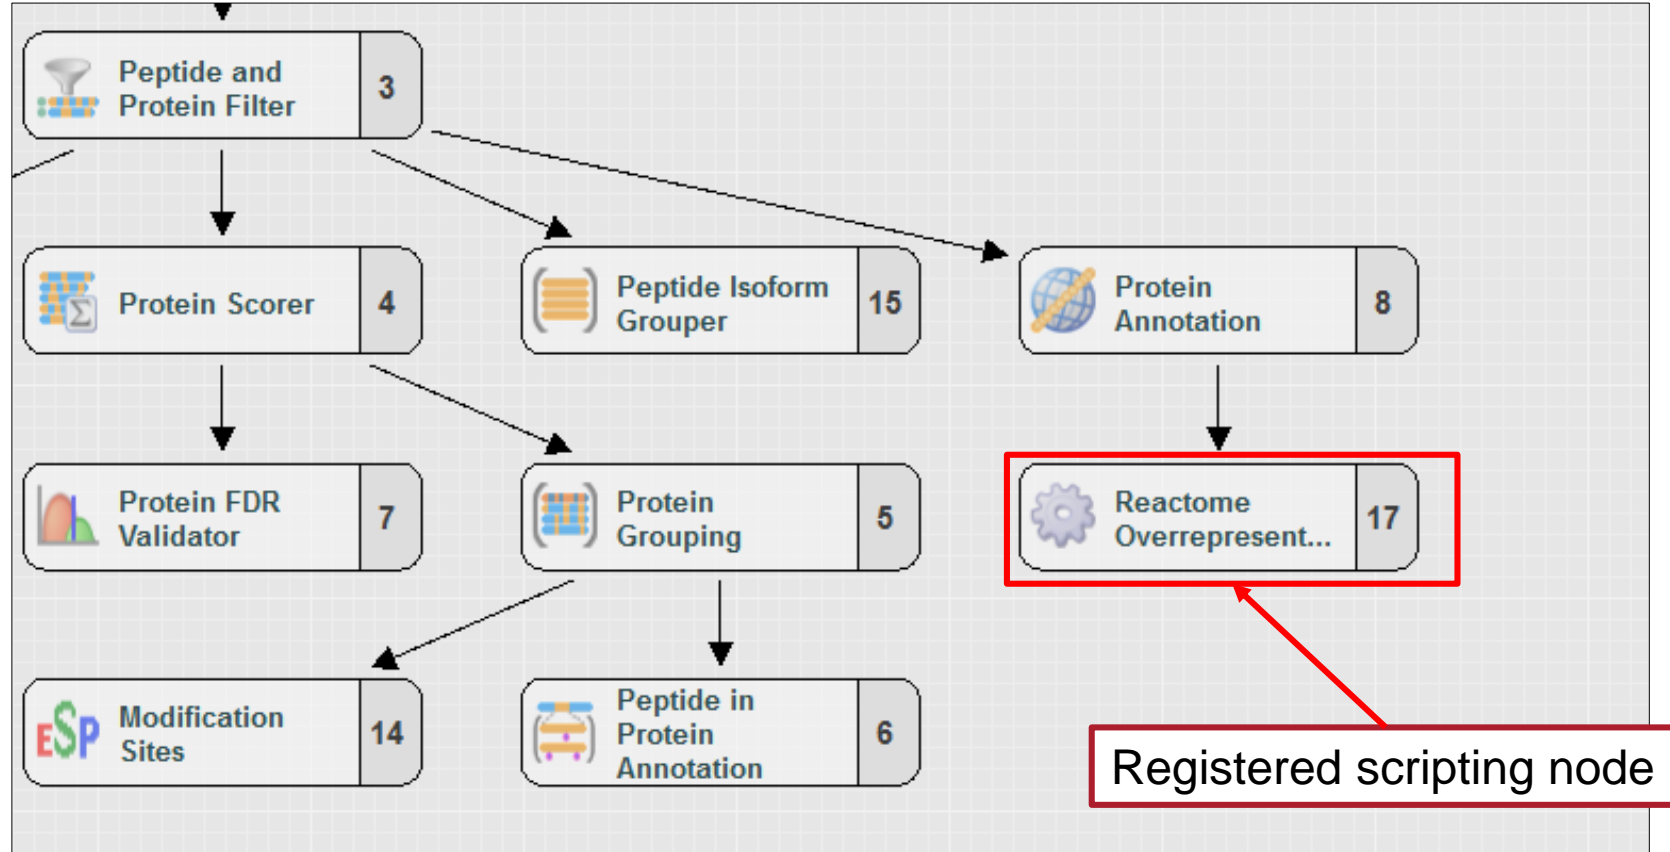 Peptide and
Protein Filter
3
Protein Scorer
4
Peptide Isoform
Grouper
15
Protein
Annotation
8
Protein FDR
Validator
7
Protein
Grouping
5
Reactome
Overrepresent...
17
eSp Modification
Sites
14
Peptide in
Protein
Annotation
6
Registered scripting node